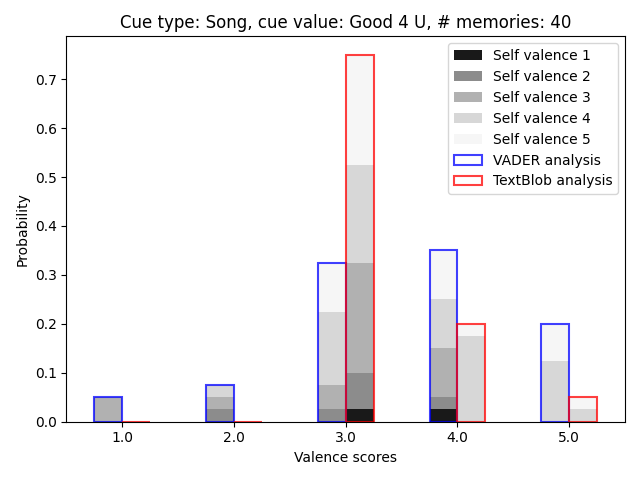 Cue type: Song, cue value: Good 4 U, # memories: 40
Self valence 1
Self valence 2
Self valence 3
Self valence 4
Self valence 5
VADER analysis
TextBlob analysis
Probability
0.7
0.6
0.5
0.4
0.3
0.2
0.1
0.0
1.0 2.0 3.0 4.0 5.0
Valence scores